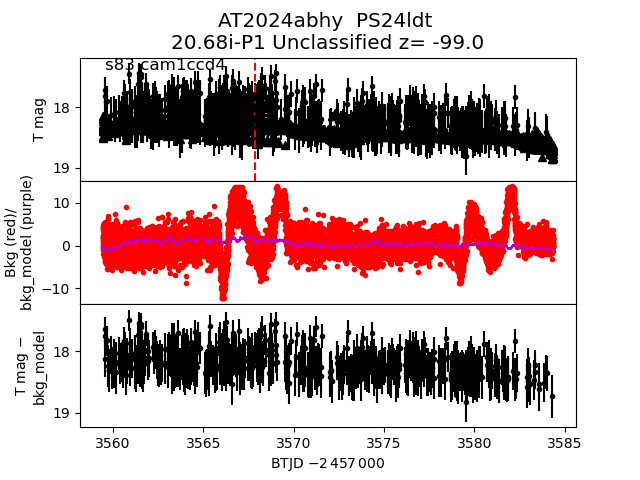 AT2024abhy  PS24ldt
20.68i-P1 Unclassified z= -99.0
s83 cam1ccd4
T mag
18
19
Bkg (red)/
bkg_model (purple)
10
0
−10
T mag −
bkg_model
18
19
3560 3565 3570 3575 3580 3585
BTJD −2 457 000